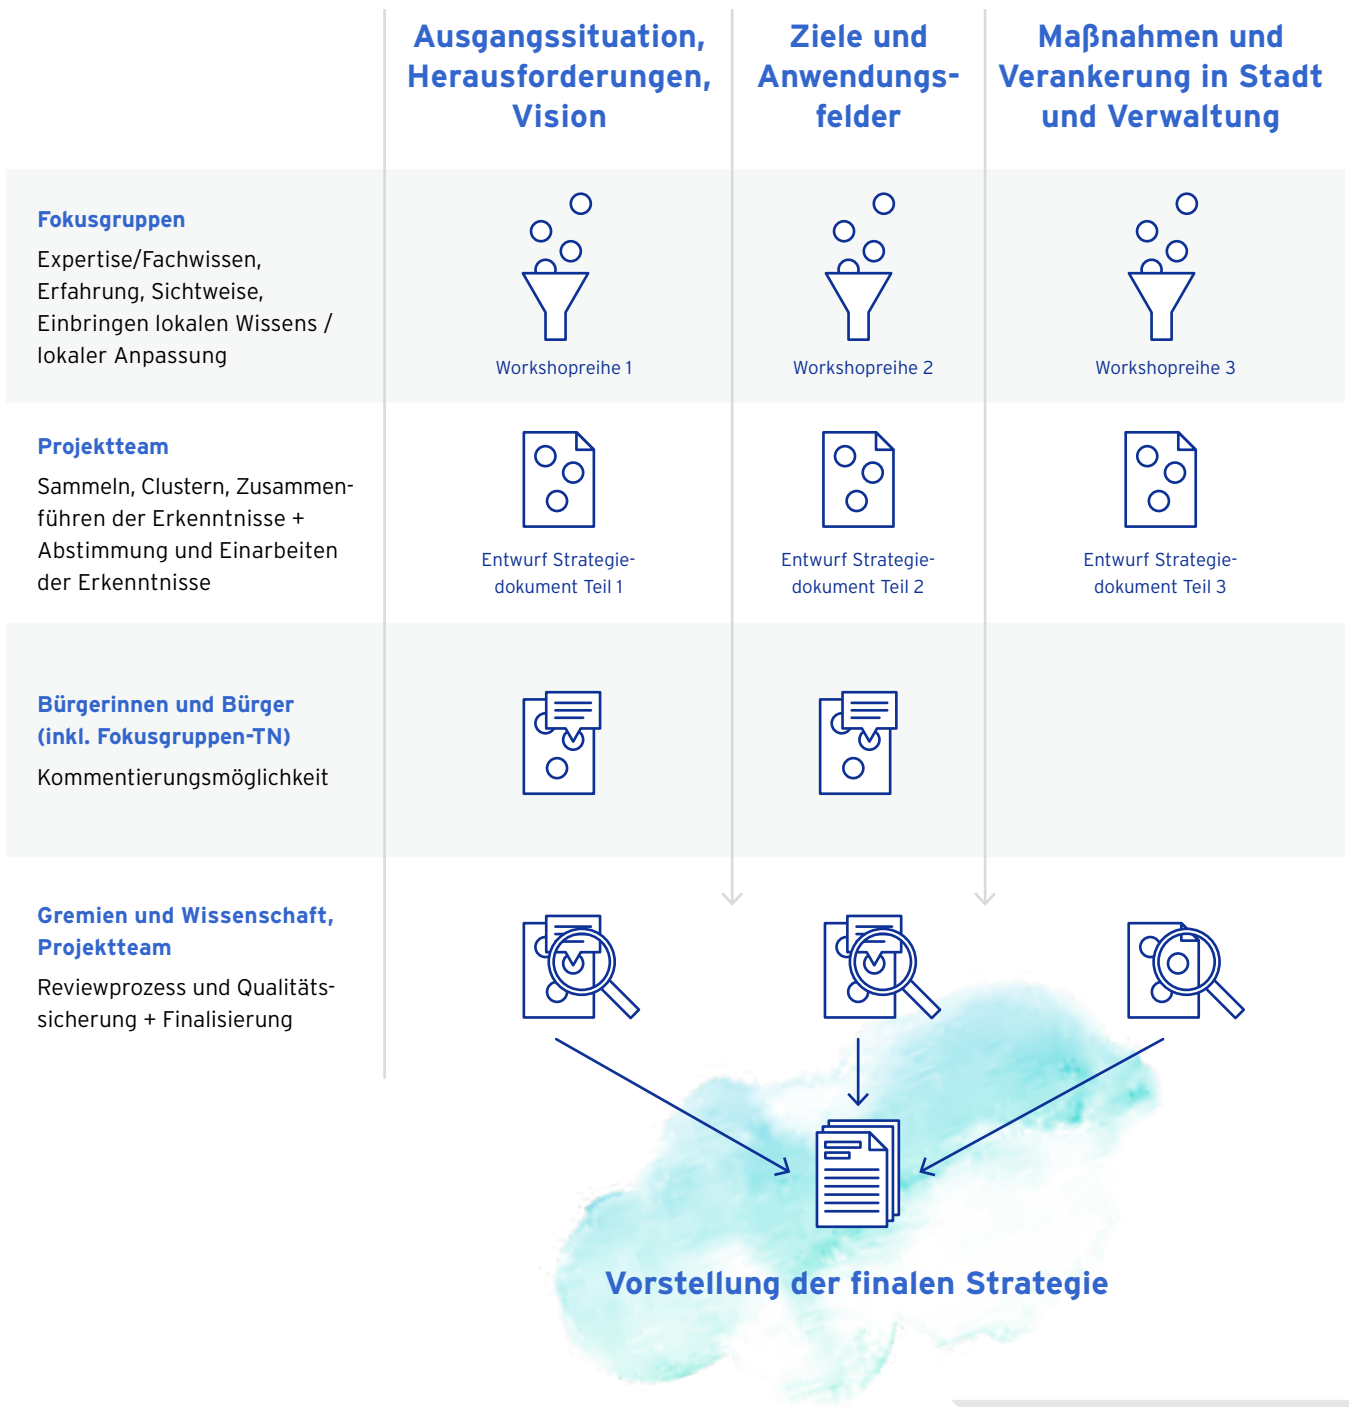 Ausgangssituation,
Herausforderungen,
Vision
Ziele und
Anwendungs-
felder
Maßnahmen und
Verankerung in Stadt
und Verwaltung
Fokusgruppen
Expertise/Fachwissen,
Erfahrung, Sichtweise,
Einbringen lokalen Wissens /
lokaler Anpassung
Workshopreihe 1
Workshopreihe 2
Workshopreihe 3
Projektteam
Sammeln, Clustern, Zusammen-
führen der Erkenntnisse +
Abstimmung und Einarbeiten
der Erkenntnisse
Entwurf Strategie-
dokument Teil 1
Entwurf Strategie-
dokument Teil 2
Entwurf Strategie-
dokument Teil 3
Bürgerinnen und Bürger
(inkl. Fokusgruppen-TN)
Kommentierungsmöglichkeit
Gremien und Wissenschaft,
Projektteam
Reviewprozess und Qualitäts-
sicherung + Finalisierung
Vorstellung der finalen Strategie